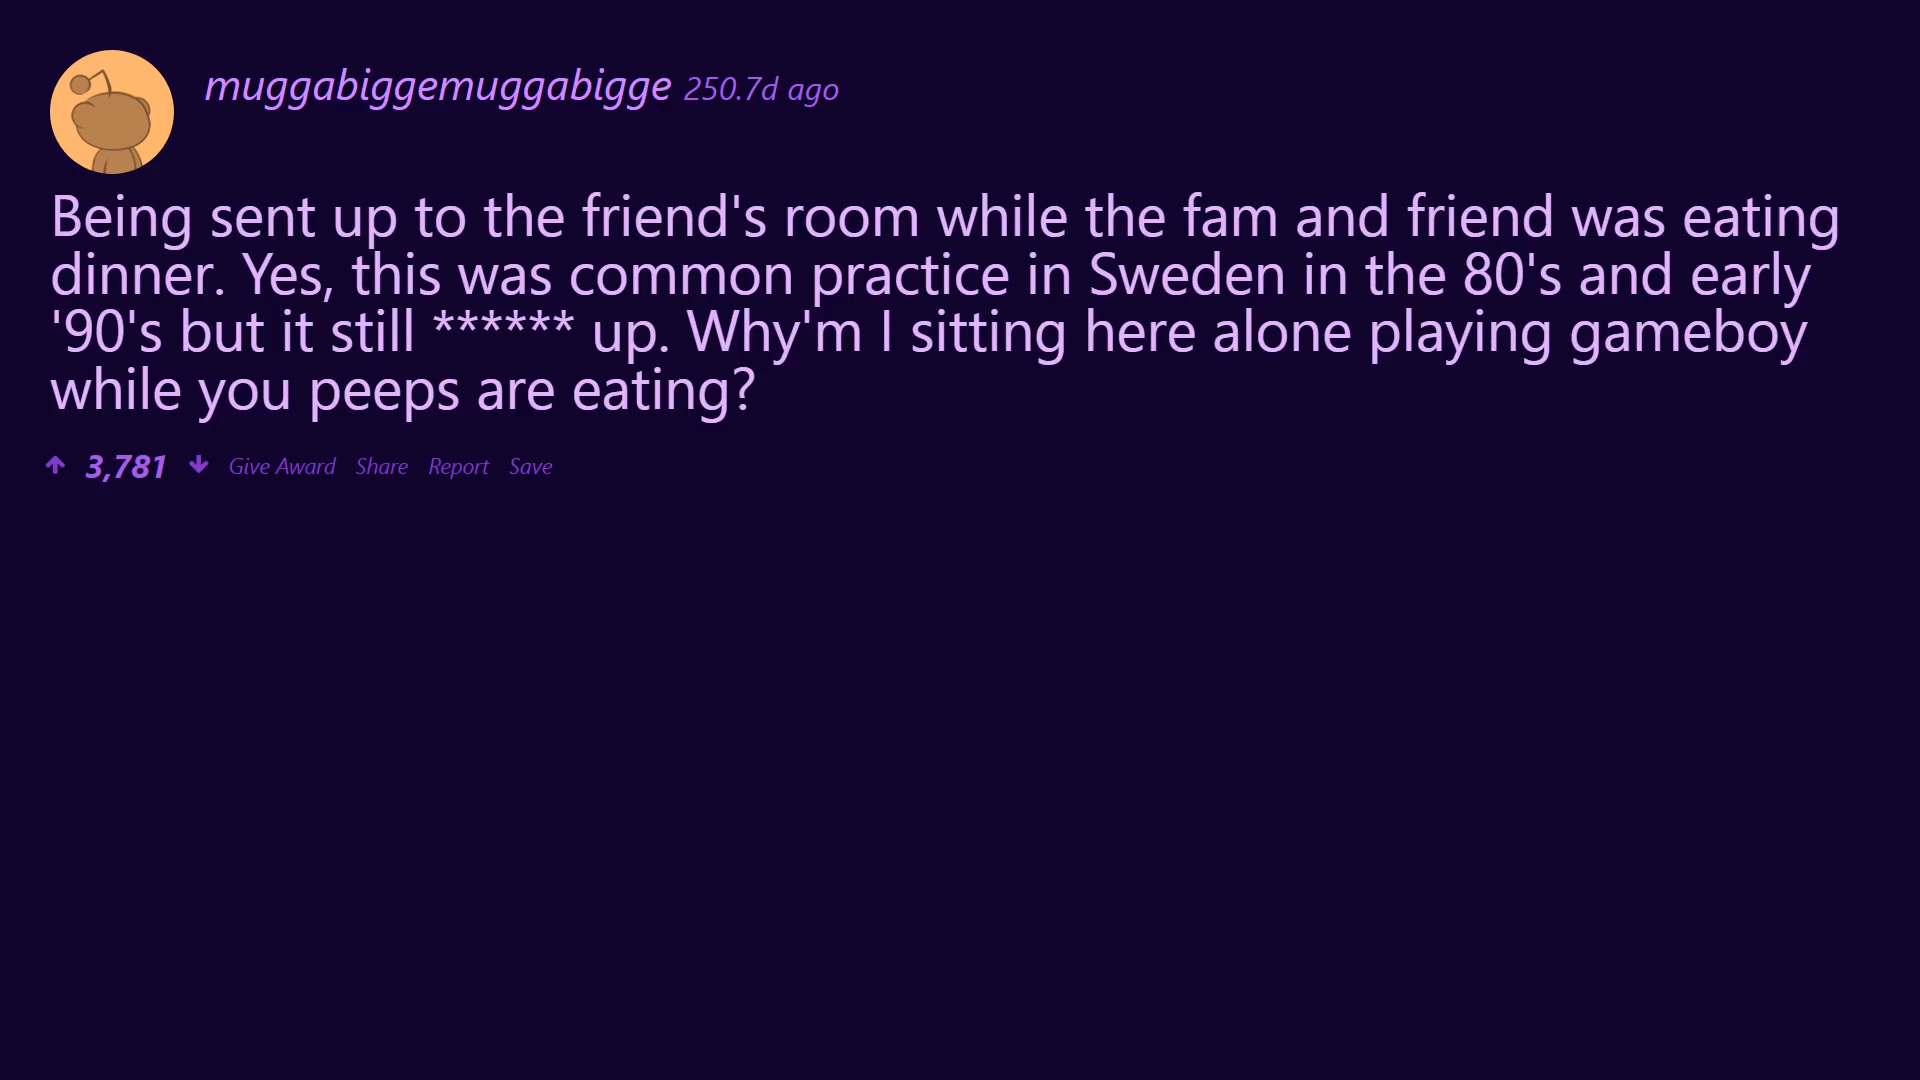 muggabiggemuggabigge 250.7d ago
Being sent up to the friend's room while the fam and friend was eating
dinner. Yes, this was common practice in Sweden in the 80's and early
'90's but it still ****** up. Why'm I sitting here alone playing gameboy
while you peeps are eating?
3,781 Give Award Share Report Save